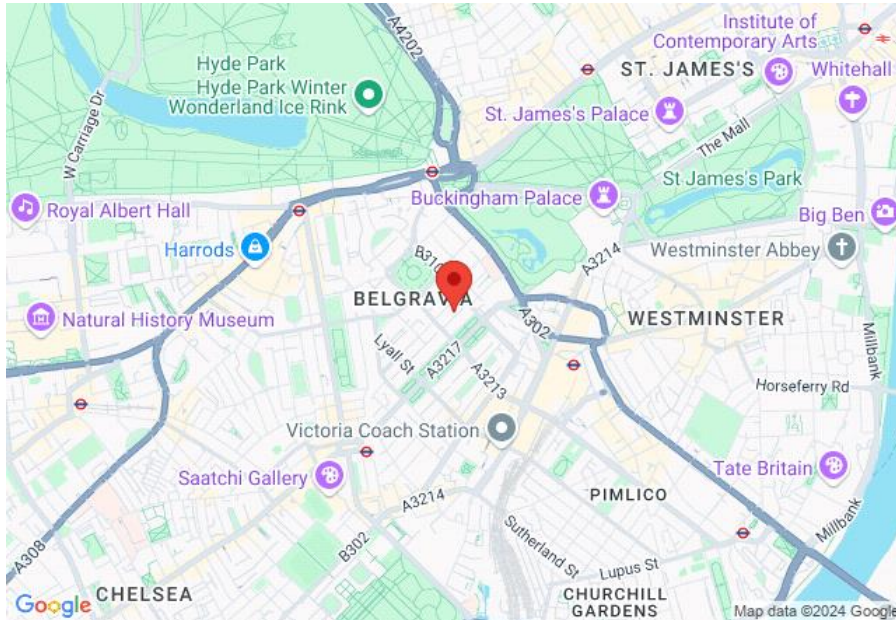 Hyde Park
Hyde Park Winter
Wonderland Ice Rink
A4202
Institute of
Contemporary Arts
ST. JAMES'S
Whitehall
W Carriage Dr
St. James's Palace
The Mall
Royal Albert Hall
Buckingham Palace
St James's Park
Big Ben
Harrods
A3214
Westminster Abbey
BELGRAVIA
Natural History Museum
A302
WESTMINSTER
Lyall St
A3217
A3213
Millbank
Horseferry Rd
Victoria Coach Station
Saatchi Gallery
Tate Britain
A3214
PIMLICO
Millbank
A308
B302
Sutherland St
Lupus St
CHELSEA
CHURCHILL
GARDENS
Google
Map data ©2024 Google